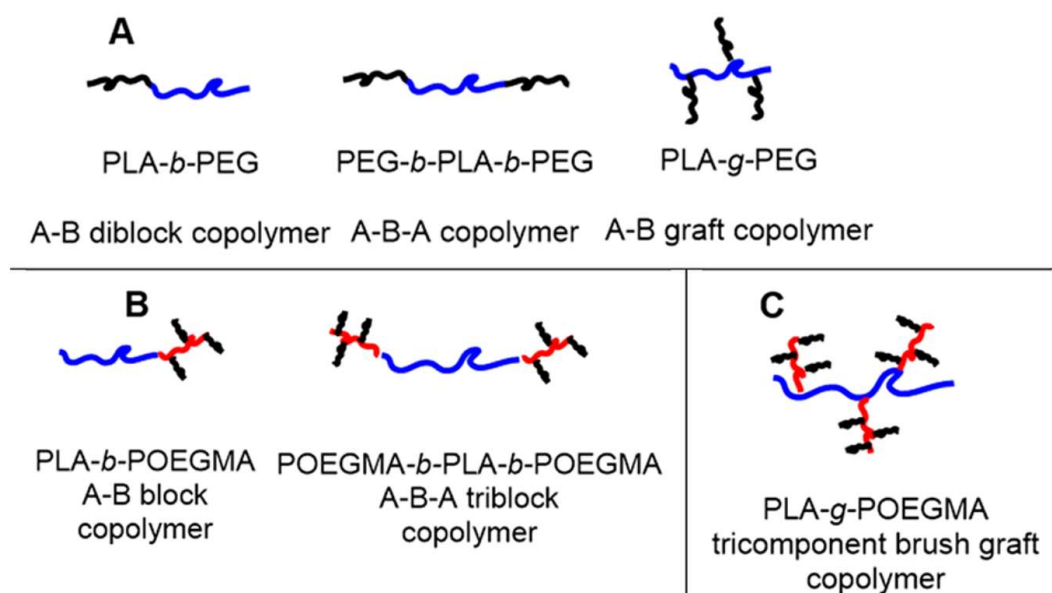 A
PLA-b-PEG
PEG-b-PLA-b-PEG
PLA-g-PEG
A-B diblock copolymer
A-B-A copolymer
A-B graft copolymer
B
PLA-b-POEGMA
A-B block
copolymer
POEGMA-b-PLA-b-POEGMA
A-B-A triblock
copolymer
C
PLA-g-POEGMA
tricomponent brush graft
copolymer